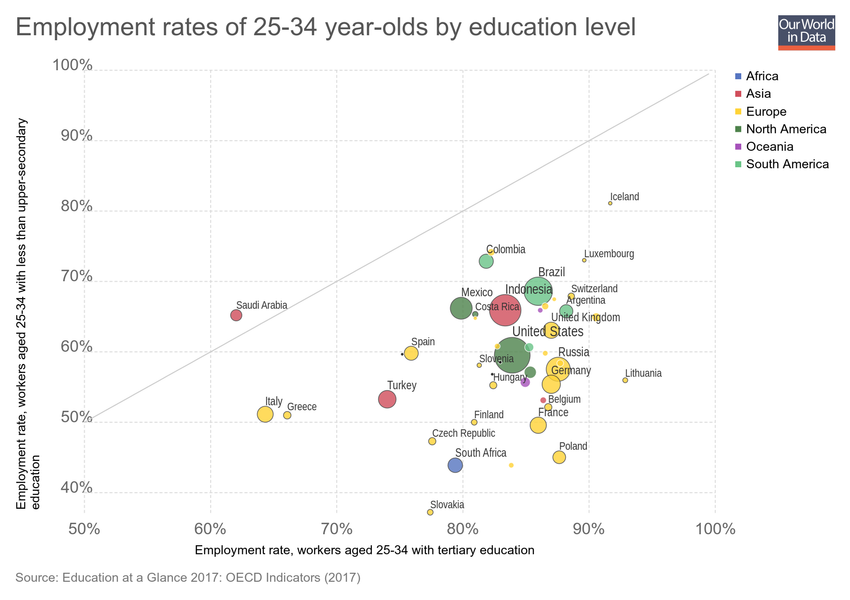 Employment rates of 25-34 year-olds by education level
Our World
in Data
100%
90%
80%
70%
60%
50%
40%
50%
60%
70%
80%
90%
100%
Employment rate, workers aged 25-34 with less than upper-secondary
education
Employment rate, workers aged 25-34 with tertiary education
Africa
Asia
Europe
North America
Oceania
South America
Iceland
Colombia
Luxembourg
Brazil
Indonesia
Switzerland
Mexico
Argentina
Saudi Arabia
Costa Rica
United Kingdom
United States
Spain
Russia
Slovenia
Germany
Hungary
Lithuania
Turkey
Belgium
Italy
Greece
France
Finland
Czech Republic
Poland
South Africa
Slovakia
Source: Education at a Glance 2017: OECD Indicators (2017)